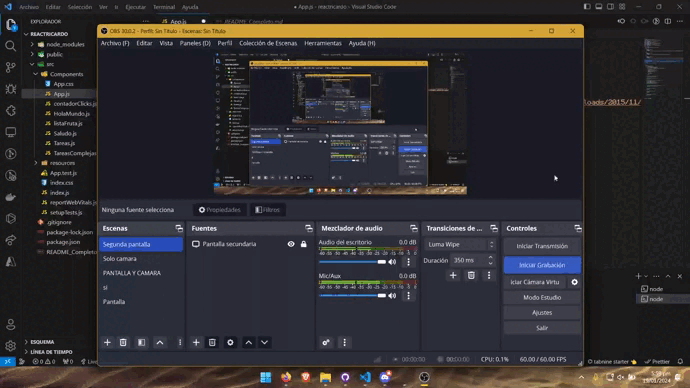 Archivo Editar Selección Ver Ir Ejecutar Terminal Ayuda
App.js - reactricardo - Visual Studio Code
EXPLORADOR
App.js
README_Completo.md
REACTRICARDO
node_modules
public
src
Components
App.css
App.js
contadorClicks.js
HolaMundo.js
listaFruta.js
Saludo.js
Tareas.js
TareasComplejas
resources
App.test.js
index.css
index.js
reportWebVitals.js
setupTests.js
.gitignore
package-lock.json
package.json
README_Completo
ESQUEMA
LÍNEA DE TIEMPO
OBS 30.0.2 - Perfil: Sin Título - Escenas: Sin Título
Archivo (F) Editar Vista Paneles (D) Perfil Colección de Escenas Herramientas Ayuda (H)
Ninguna fuente selecciona
Propiedades
Filtros
Escenas
Segunda pantalla
Solo camara
PANTALLA Y CAMARA
si
Pantalla
Fuentes
Pantalla secundaria
Mezclador de audio
Audio del escritorio 0.0 dB
Mic/Aux 0.0 dB
Transiciones de ...
Luma Wipe
Duración 350 ms
Controles
Iniciar Transmisión
Iniciar Grabación
iciar Cámara Virtu
Modo Estudio
Ajustes
Salir
00:00:00
00:00:00
CPU: 0.1%
60.00 / 60.00 FPS
loads/2015/11/
node
node
tabnine starter
Prettier
19/03/2024